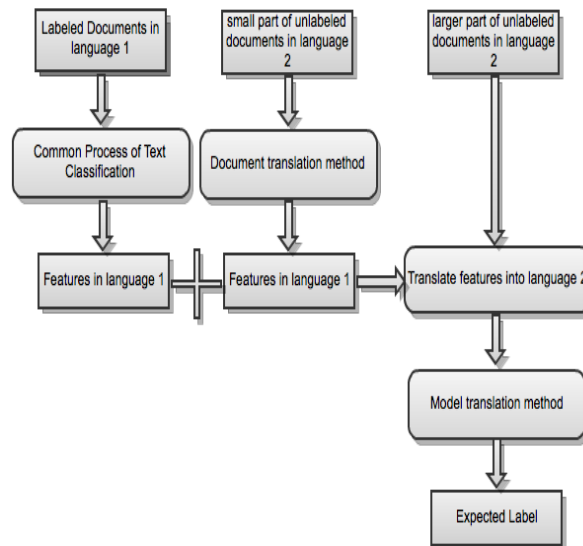 Labeled Documents in
language 1
small part of unlabeled
documents in language
2
larger part of unlabeled
documents in language
2
Common Process of Text
Classification
Document translation method
Features in language 1
Features in language 1
Translate features into language 2
Model translation method
Expected Label